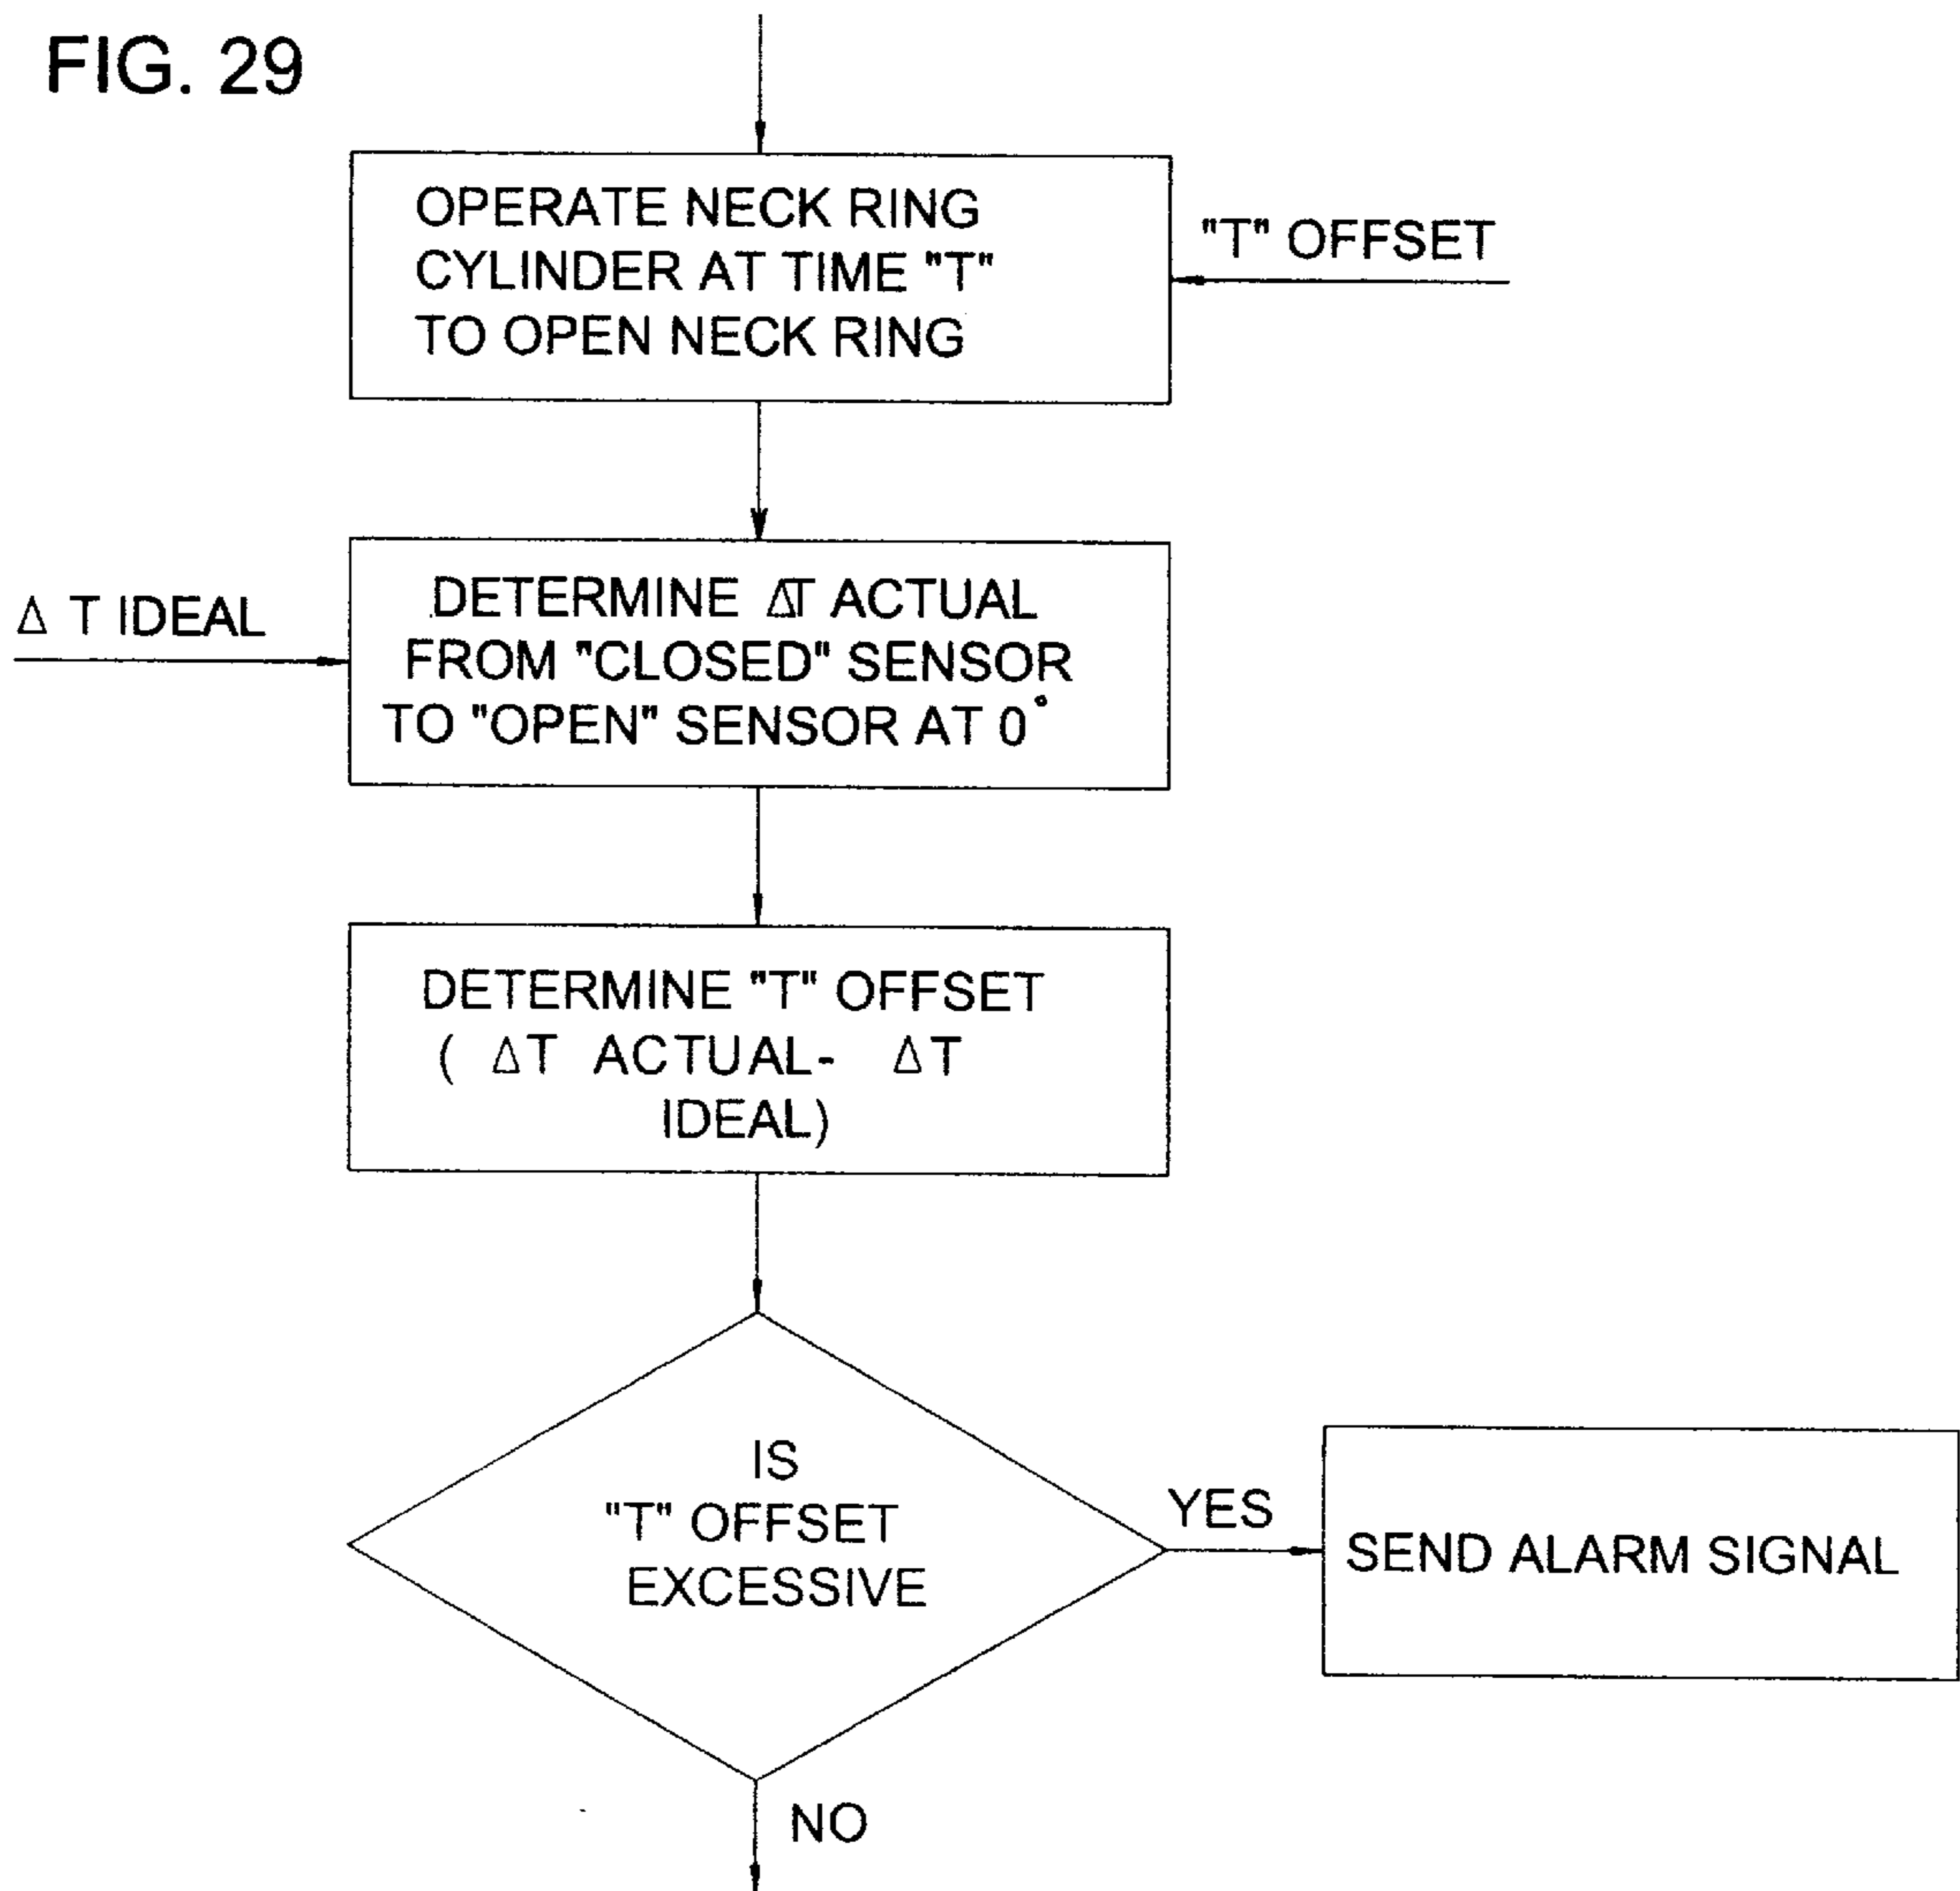 FIG. 29
OPERATE NECK RING
CYLINDER AT TIME "T"
TO OPEN NECK RING
"T" OFFSET
Δ T IDEAL
DETERMINE ΔT ACTUAL
FROM "CLOSED" SENSOR
TO "OPEN" SENSOR AT 0°
DETERMINE "T" OFFSET
( ΔT ACTUAL- ΔT
IDEAL)
IS
"T" OFFSET
EXCESSIVE
YES
SEND ALARM SIGNAL
NO